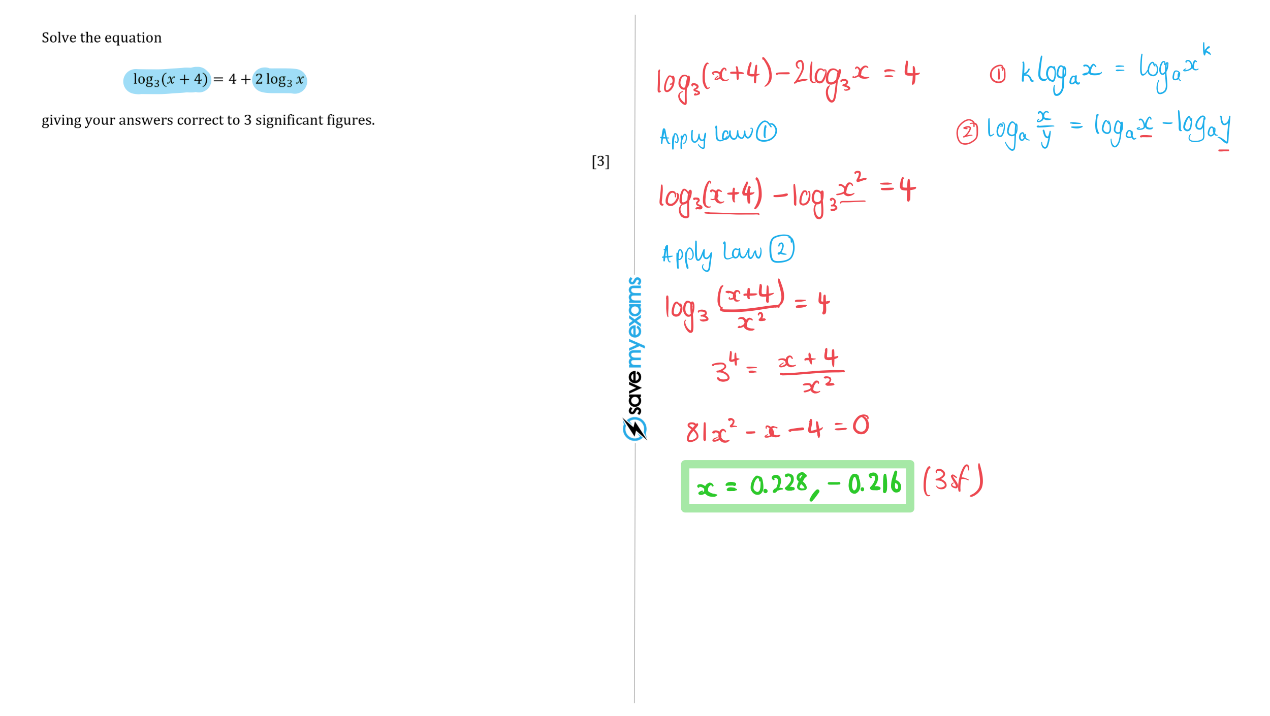 Solve the equation
log₃(x + 4) = 4 + 2 log₃ x
giving your answers correct to 3 significant figures.
[3]
save my exams
log₃(x+4) − 2log₃x = 4
Apply Law ①
log₃(x+4) − log₃x² = 4
Apply Law ②
log₃ (x+4)/x² = 4
3⁴ = x + 4/x²
81x² − x − 4 = 0
x = 0.228, − 0.216 (3sf)
① k logₐx = logₐxᵏ
② logₐ x/y = logₐx − logₐy